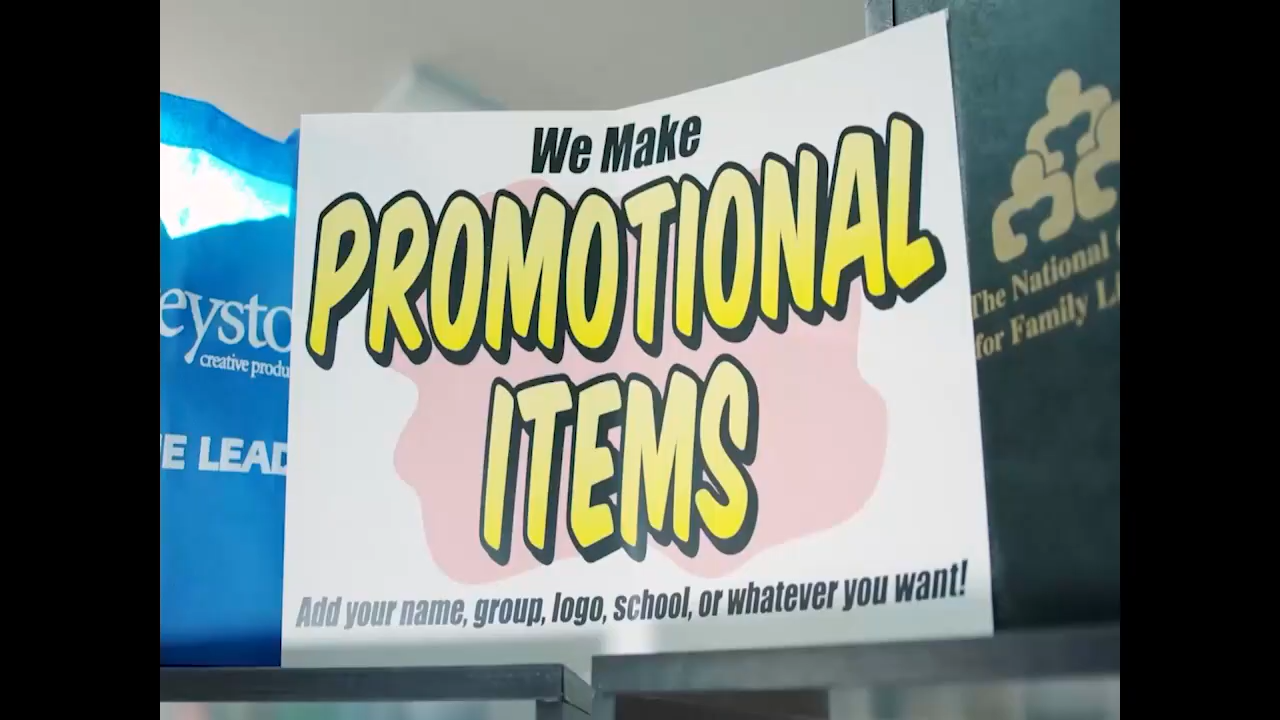 We Make
PROMOTIONAL
ITEMS
Add your name, group, logo, school, or whatever you want!
eysto
creative produ
E LEAD
The National
for Family Li